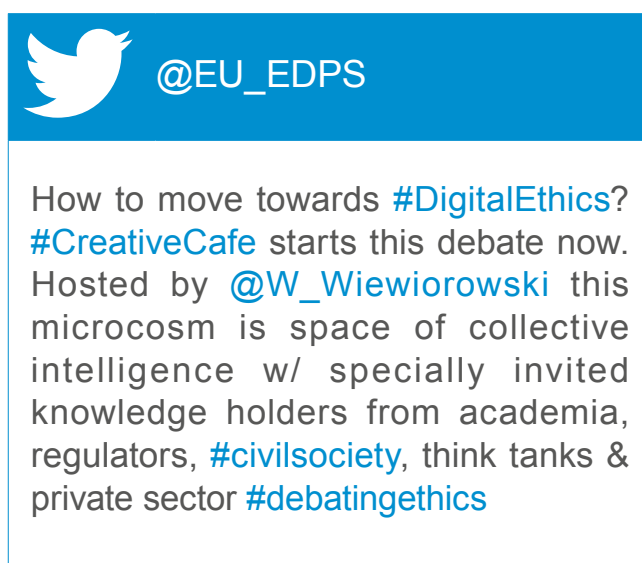 @EU_EDPS
How to move towards #DigitalEthics?
#CreativeCafe starts this debate now.
Hosted by @W_Wiewiorowski this
microcosm is space of collective
intelligence w/ specially invited
knowledge holders from academia,
regulators, #civilsociety, think tanks &
private sector #debatingethics